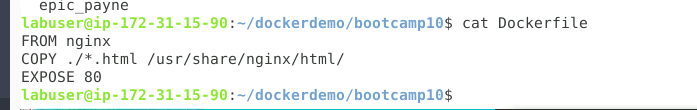 epic_payne
labuser@ip-172-31-15-90:~/dockerdemo/bootcamp10$ cat Dockerfile
FROM nginx
COPY ./*.html /usr/share/nginx/html/
EXPOSE 80
labuser@ip-172-31-15-90:~/dockerdemo/bootcamp10$